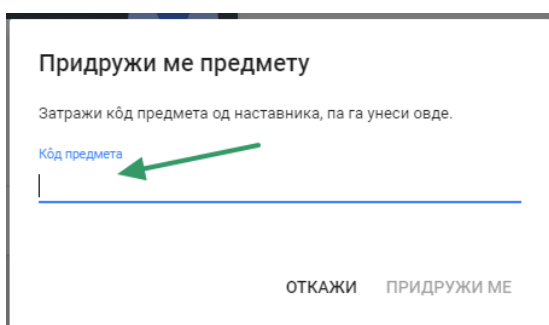 Придружи ме предмету
Затражи кôд предмета од наставника, па га унеси овде.
Кôд предмета
ОТКАЖИ ПРИДРУЖИ МЕ